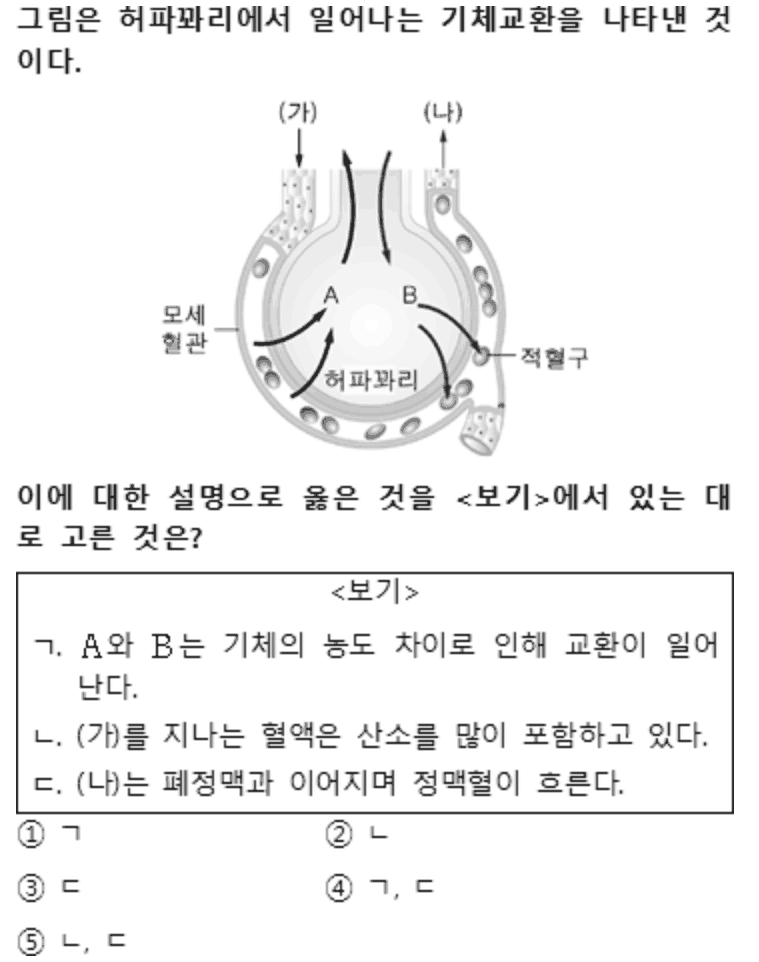 그림은 허파꽈리에서 일어나는 기체교환을 나타낸 것
이다.
(가) (나)
A B
모세
혈관
적혈구
허파꽈리
이에 대한 설명으로 옳은 것을 <보기>에서 있는 대
로 고른 것은?
<보기>
ㄱ. A와 B는 기체의 농도 차이로 인해 교환이 일어
난다.
ㄴ. (가)를 지나는 혈액은 산소를 많이 포함하고 있다.
ㄷ. (나)는 폐정맥과 이어지며 정맥혈이 흐른다.
① ㄱ ② ㄴ
③ ㄷ ④ ㄱ, ㄷ
⑤ ㄴ, ㄷ